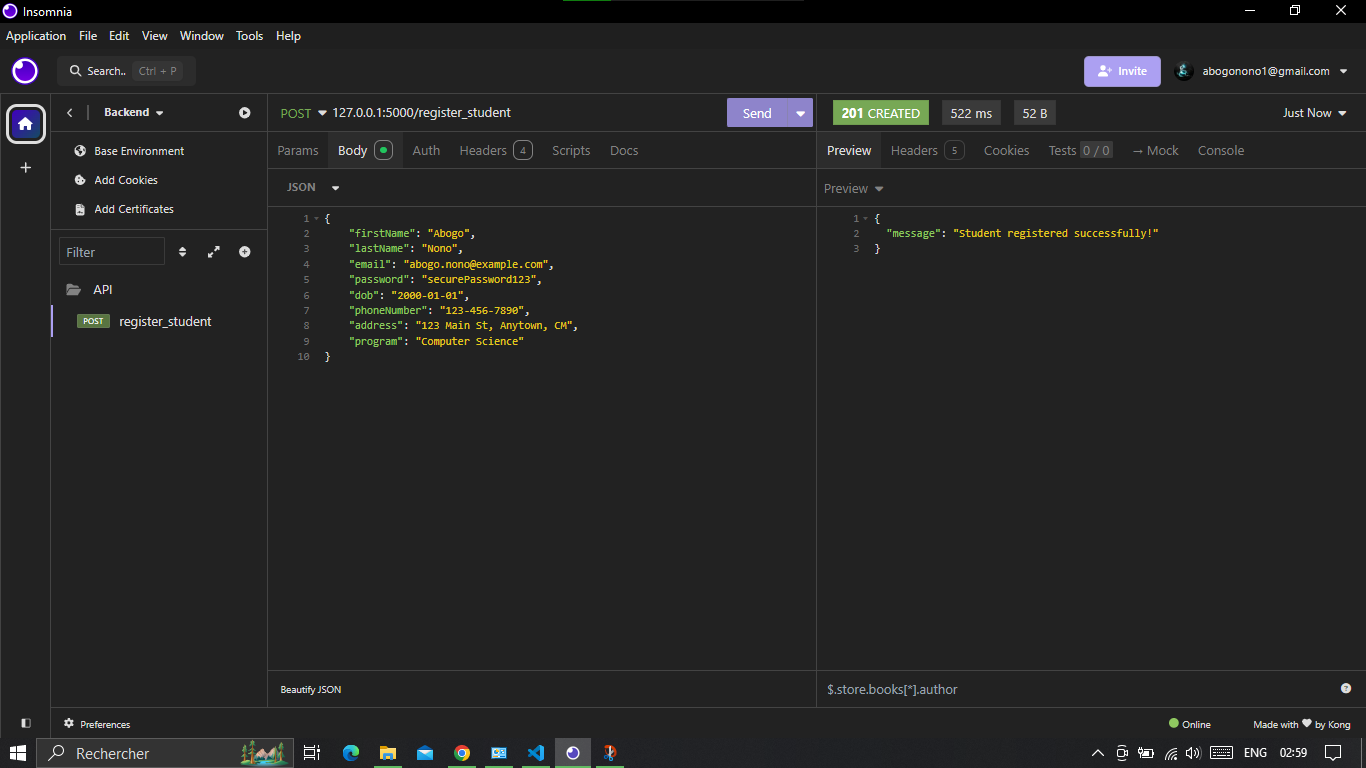 Insomnia
Application File Edit View Window Tools Help
Search.. Ctrl + P
Invite
abogonono1@gmail.com
Backend
Base Environment
Add Cookies
Add Certificates
Filter
API
POST register_student
POST 127.0.0.1:5000/register_student
Send
Params Body Auth Headers 4 Scripts Docs
JSON
1 {
2 "firstName": "Abogo",
3 "lastName": "Nono",
4 "email": "abogo.nono@example.com",
5 "password": "securePassword123",
6 "dob": "2000-01-01",
7 "phoneNumber": "123-456-7890",
8 "address": "123 Main St, Anytown, CM",
9 "program": "Computer Science"
10 }
Beautify JSON
201 CREATED 522 ms 52 B Just Now
Preview Headers 5 Cookies Tests 0 / 0 → Mock Console
Preview
1 {
2 "message": "Student registered successfully!"
3 }
$.store.books[*].author
Preferences
Online
Made with ♥ by Kong
Rechercher
ENG 02:59